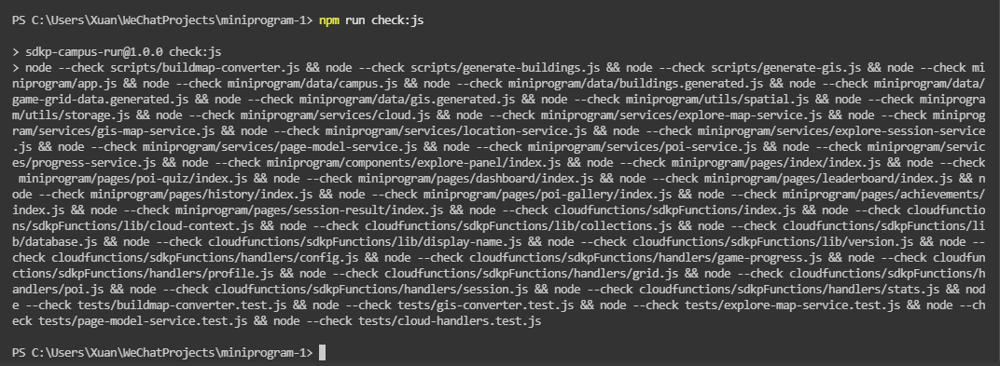 PS C:\Users\Xuan\WeChatProjects\miniprogram-1> npm run check:js
> sdkp-campus-run@1.0.0 check:js
> node --check scripts/buildmap-converter.js && node --check scripts/generate-buildings.js && node --check scripts/generate-gis.js && node --check mi
niprogram/app.js && node --check miniprogram/data/campus.js && node --check miniprogram/data/buildings.generated.js && node --check miniprogram/data/
game-grid-data.generated.js && node --check miniprogram/data/gis.generated.js && node --check miniprogram/utils/spatial.js && node --check miniprogra
m/utils/storage.js && node --check miniprogram/services/cloud.js && node --check miniprogram/services/explore-map-service.js && node --check miniprog
ram/services/gis-map-service.js && node --check miniprogram/services/location-service.js && node --check miniprogram/services/explore-session-service
.js && node --check miniprogram/services/page-model-service.js && node --check miniprogram/services/poi-service.js && node --check miniprogram/servic
es/progress-service.js && node --check miniprogram/components/explore-panel/index.js && node --check miniprogram/pages/index/index.js && node --check
 miniprogram/pages/poi-quiz/index.js && node --check miniprogram/pages/dashboard/index.js && node --check miniprogram/pages/leaderboard/index.js && n
ode --check miniprogram/pages/history/index.js && node --check miniprogram/pages/poi-gallery/index.js && node --check miniprogram/pages/achievements/
index.js && node --check miniprogram/pages/session-result/index.js && node --check cloudfunctions/sdkpFunctions/index.js && node --check cloudfunctio
ns/sdkpFunctions/lib/cloud-context.js && node --check cloudfunctions/sdkpFunctions/lib/collections.js && node --check cloudfunctions/sdkpFunctions/li
b/database.js && node --check cloudfunctions/sdkpFunctions/lib/display-name.js && node --check cloudfunctions/sdkpFunctions/lib/version.js && node --
check cloudfunctions/sdkpFunctions/handlers/config.js && node --check cloudfunctions/sdkpFunctions/handlers/game-progress.js && node --check cloudfun
ctions/sdkpFunctions/handlers/profile.js && node --check cloudfunctions/sdkpFunctions/handlers/grid.js && node --check cloudfunctions/sdkpFunctions/h
andlers/poi.js && node --check cloudfunctions/sdkpFunctions/handlers/session.js && node --check cloudfunctions/sdkpFunctions/handlers/stats.js && nod
e --check tests/buildmap-converter.test.js && node --check tests/gis-converter.test.js && node --check tests/explore-map-service.test.js && node --ch
eck tests/page-model-service.test.js && node --check tests/cloud-handlers.test.js
PS C:\Users\Xuan\WeChatProjects\miniprogram-1>